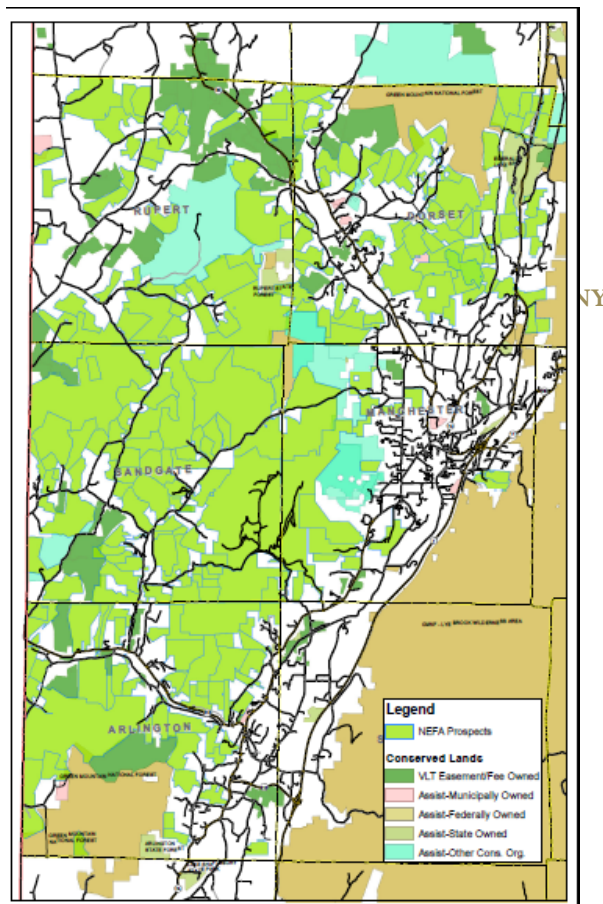 GREEN MOUNTAIN NATIONAL FOREST
RUPERT
DORSET
NY
MANCHESTER
SANDGATE
ARLINGTON
GREEN MOUNTAIN NATIONAL FOREST
GREEN MOUNTAIN
NATIONAL FOREST
ARLINGTON
STATE FOREST
Legend
NEFA Prospects
Conserved Lands
VLT Easement/Fee Owned
Assist-Municipally Owned
Assist-Federally Owned
Assist-State Owned
Assist-Other Cons. Org.